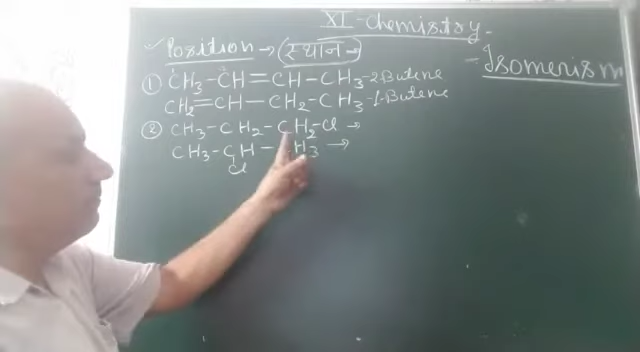 XI-chemistry
- Isomerism
✓ Position → (स्थान)
① CH3-CH=CH-CH3-2Butene
CH2=CH-CH2-CH3-1-Butene
② CH3-CH2-CH2-Cl →
CH3-CH-CH3 →
Cl